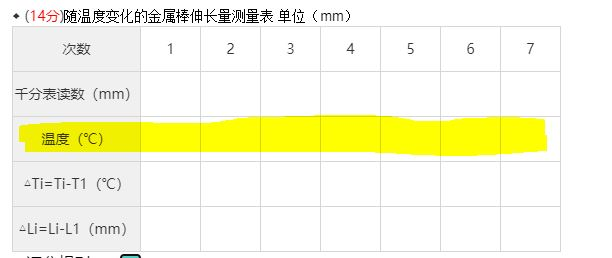 ◆ (14分)随温度变化的金属棒伸长量测量表 单位（mm）
次数 1 2 3 4 5 6 7
千分表读数（mm）
温度（℃）
△Ti=Ti-T1（℃）
△Li=Li-L1（mm）